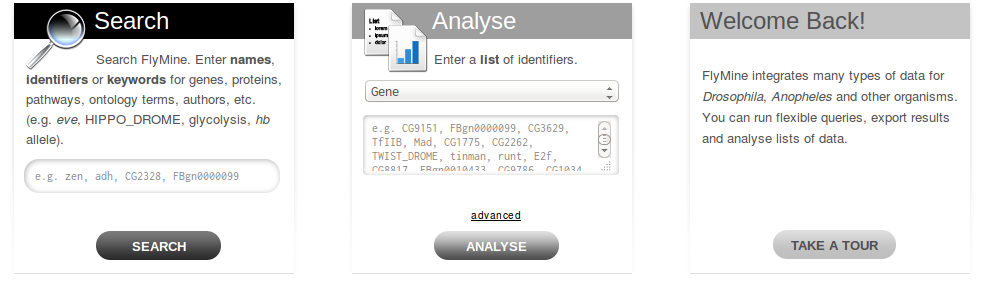 Search
Search FlyMine. Enter names,
identifiers or keywords for genes, proteins,
pathways, ontology terms, authors, etc.
(e.g. eve, HIPPO_DROME, glycolysis, hb
allele).
e.g. zen, adh, CG2328, FBgn0000099
SEARCH
List
lorem
ipsum
dolor
Analyse
Enter a list of identifiers.
Gene
e.g. CG9151, FBgn0000099, CG3629,
TfIIB, Mad, CG1775, CG2262,
TWIST_DROME, tinman, runt, E2f,
CG8817, FBgn0010433, CG9786, CG1034
advanced
ANALYSE
Welcome Back!
FlyMine integrates many types of data for
Drosophila, Anopheles and other organisms.
You can run flexible queries, export results
and analyse lists of data.
TAKE A TOUR